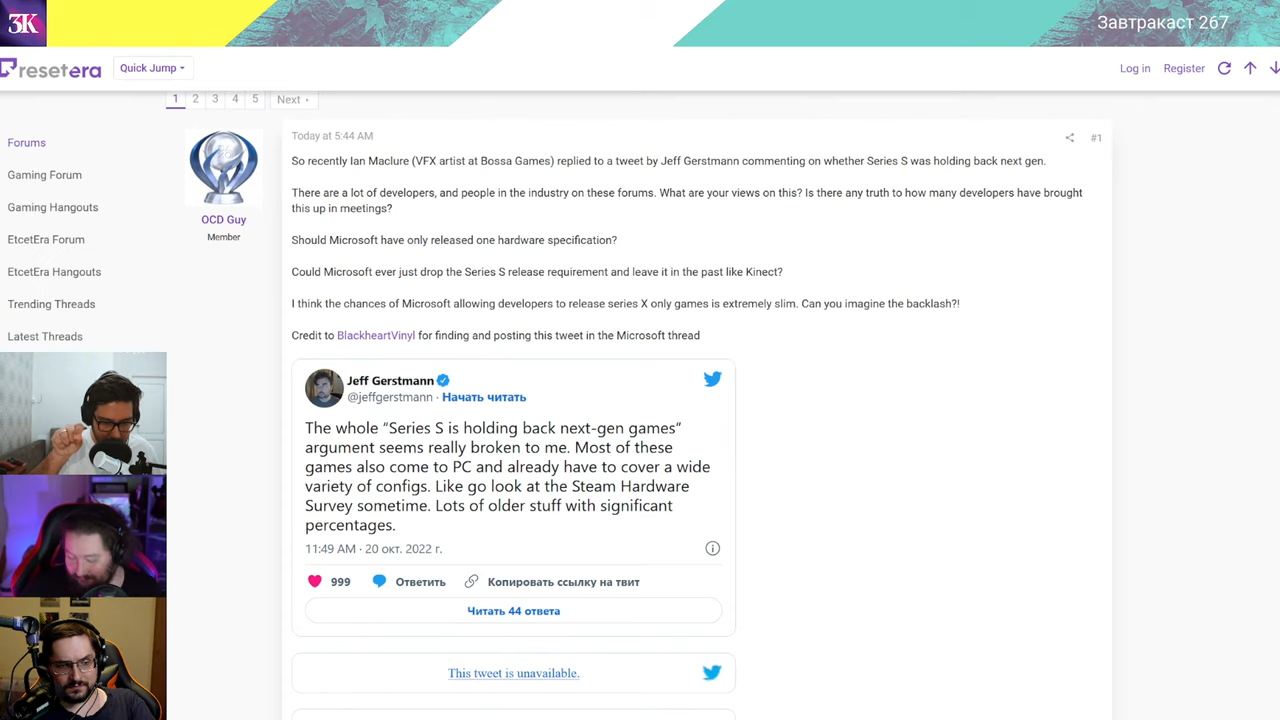 3K
Завтракаст 267
resetera
Quick Jump
Log in
Register
1 2 3 4 5 Next
Forums
Gaming Forum
Gaming Hangouts
EtcetEra Forum
EtcetEra Hangouts
Trending Threads
Latest Threads
OCD Guy
Member
Today at 5:44 AM
#1
So recently Ian Maclure (VFX artist at Bossa Games) replied to a tweet by Jeff Gerstmann commenting on whether Series S was holding back next gen.
There are a lot of developers, and people in the industry on these forums. What are your views on this? Is there any truth to how many developers have brought
this up in meetings?
Should Microsoft have only released one hardware specification?
Could Microsoft ever just drop the Series S release requirement and leave it in the past like Kinect?
I think the chances of Microsoft allowing developers to release series X only games is extremely slim. Can you imagine the backlash?!
Credit to BlackheartVinyl for finding and posting this tweet in the Microsoft thread
Jeff Gerstmann
@jeffgerstmann · Начать читать
The whole “Series S is holding back next-gen games”
argument seems really broken to me. Most of these
games also come to PC and already have to cover a wide
variety of configs. Like go look at the Steam Hardware
Survey sometime. Lots of older stuff with significant
percentages.
11:49 AM · 20 окт. 2022 г.
999 Ответить Копировать ссылку на твит
Читать 44 ответа
This tweet is unavailable.